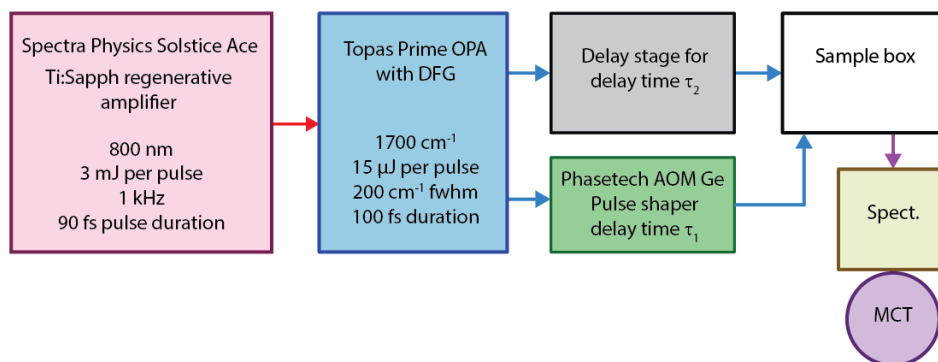 Spectra Physics Solstice Ace
Ti:Sapph regenerative
amplifier
800 nm
3 mJ per pulse
1 kHz
90 fs pulse duration
Topas Prime OPA
with DFG
1700 cm⁻¹
15 µJ per pulse
200 cm⁻¹ fwhm
100 fs duration
Delay stage for
delay time τ₂
Phasetech AOM Ge
Pulse shaper
delay time τ₁
Sample box
Spect.
MCT